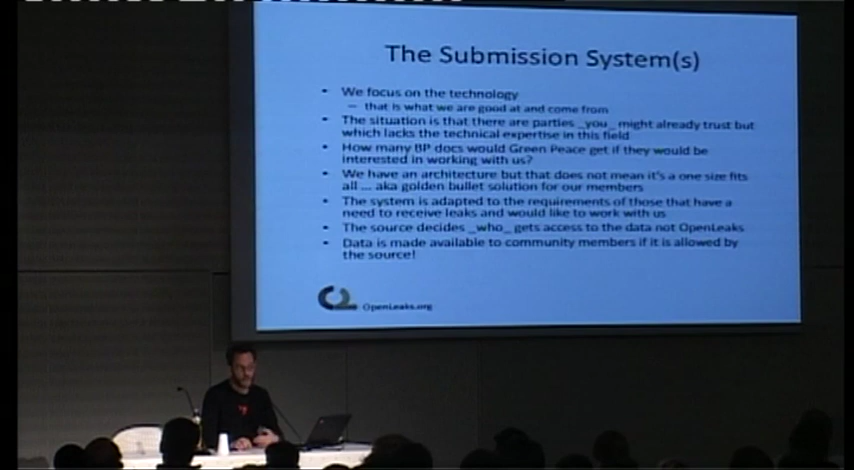 The Submission System(s)
• We focus on the technology
– that is what we are good at and come from
• The situation is that there are parties _you_ might already trust but
which lacks the technical expertise in this field
• How many BP docs would Green Peace get if they would be
interested in working with us?
• We have an architecture but that does not mean it's a one size fits
all ... aka golden bullet solution for our members
• The system is adapted to the requirements of those that have a
need to receive leaks and would like to work with us
• The source decides _who_ gets access to the data not OpenLeaks
• Data is made available to community members if it is allowed by
the source!
OpenLeaks.org